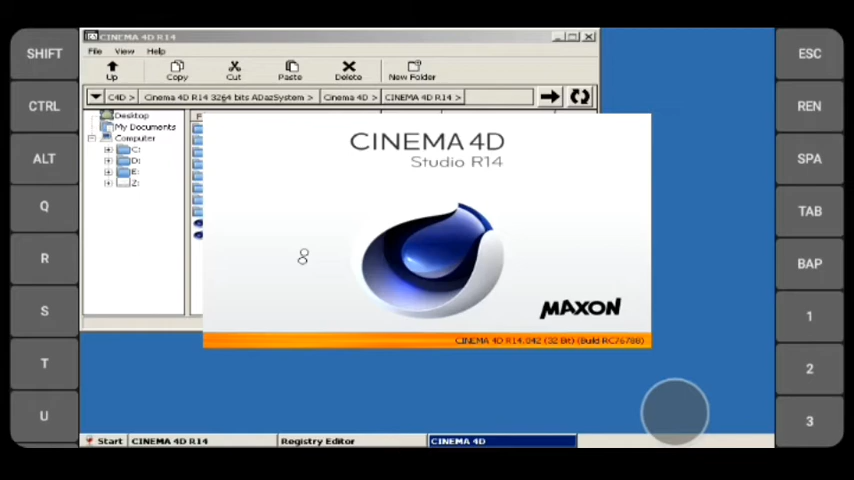 SHIFT
CTRL
ALT
Q
R
S
T
U
CINEMA 4D R14
File View Help
Up Copy Cut Paste Delete New Folder
C4D > Cinema 4D R14 3264 bits ADazSystem > Cinema 4D > CINEMA 4D R14 >
Desktop
My Documents
Computer
C:
D:
E:
Z:
CINEMA 4D
Studio R14
MAXON
CINEMA 4D R14.042 (32 Bit) (Build RC76788)
Start CINEMA 4D R14 Registry Editor CINEMA 4D
ESC
REN
SPA
TAB
BAP
1
2
3